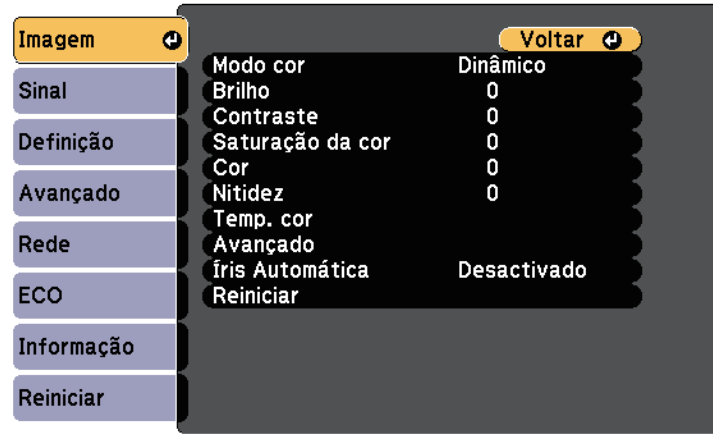 Imagem
Sinal
Definição
Avançado
Rede
ECO
Informação
Reiniciar
Voltar
Modo cor Dinâmico
Brilho 0
Contraste 0
Saturação da cor 0
Cor 0
Nitidez 0
Temp. cor
Avançado
Íris Automática Desactivado
Reiniciar